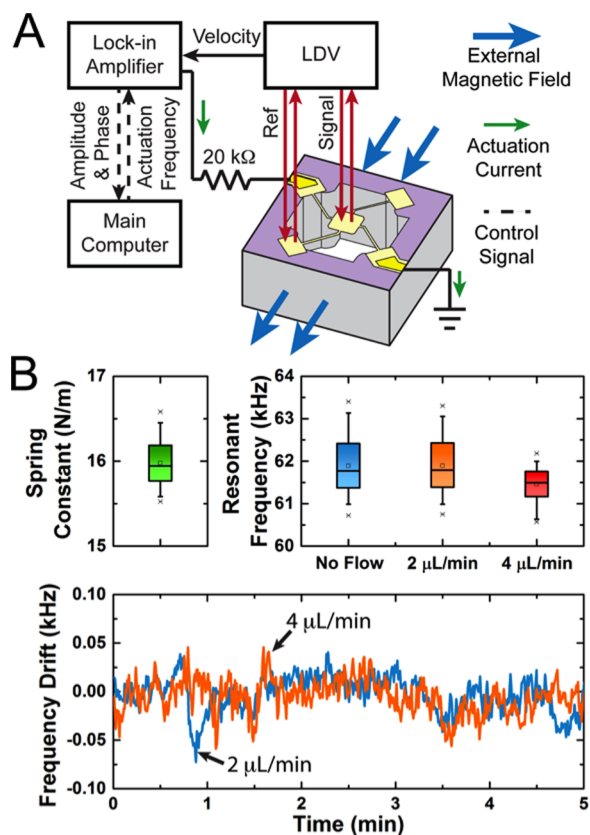 A
Lock-in
Amplifier
Velocity
LDV
External
Magnetic Field
Amplitude
& Phase
Actuation
Frequency
Ref
Signal
20 kΩ
Actuation
Current
Main
Computer
Control
Signal
B
Spring
Constant (N/m)
17
16
15
Resonant
Frequency (kHz)
64
63
62
61
60
No Flow
2 μL/min
4 μL/min
Frequency Drift (kHz)
0.10
0.05
0.00
-0.05
-0.10
4 μL/min
2 μL/min
0
1
2
3
4
5
Time (min)